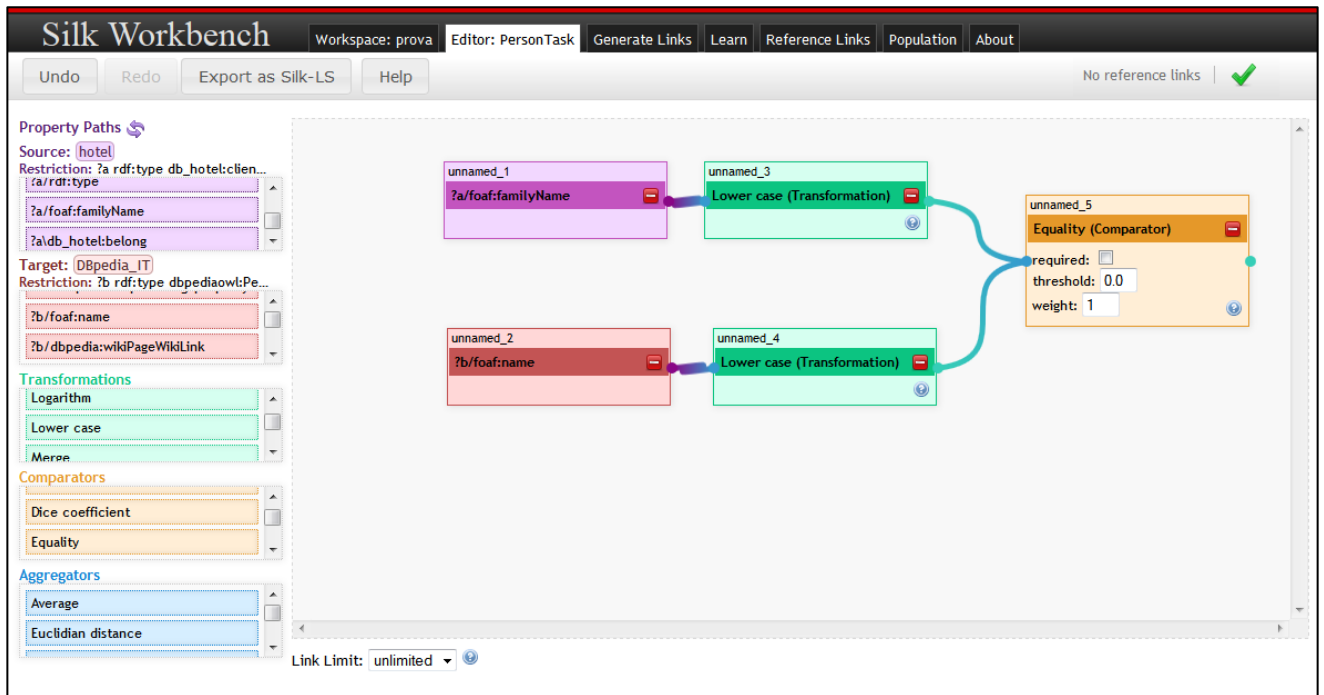 Silk Workbench
Workspace: prova
Editor: PersonTask
Generate Links
Learn
Reference Links
Population
About
Undo
Redo
Export as Silk-LS
Help
No reference links
Property Paths
Source: hotel
Restriction: ?a rdf:type db_hotel:clien...
?a/rdf:type
?a/foaf:familyName
?a\db_hotel:belong
Target: DBpedia_IT
Restriction: ?b rdf:type dbpediaowl:Pe...
?b/foaf:name
?b/dbpedia:wikiPageWikiLink
Transformations
Logarithm
Lower case
Merge
Comparators
Dice coefficient
Equality
Aggregators
Average
Euclidian distance
unnamed_1
?a/foaf:familyName
unnamed_3
Lower case (Transformation)
unnamed_5
Equality (Comparator)
required:
threshold: 0.0
weight: 1
unnamed_2
?b/foaf:name
unnamed_4
Lower case (Transformation)
Link Limit: unlimited